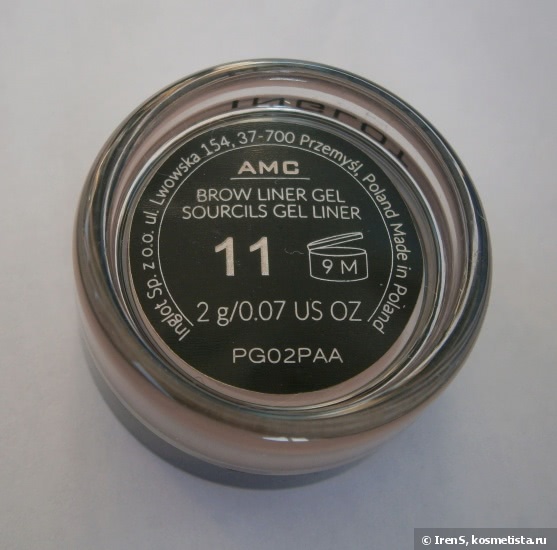 Inglot Sp. z o.o. ul. Lwowska 154, 37-700 Przemyśl, Poland Made in Poland
AMC
BROW LINER GEL
SOURCILS GEL LINER
11
9 M
2 g/0.07 US OZ
PG02PAA
© IrenS, kosmetista.ru